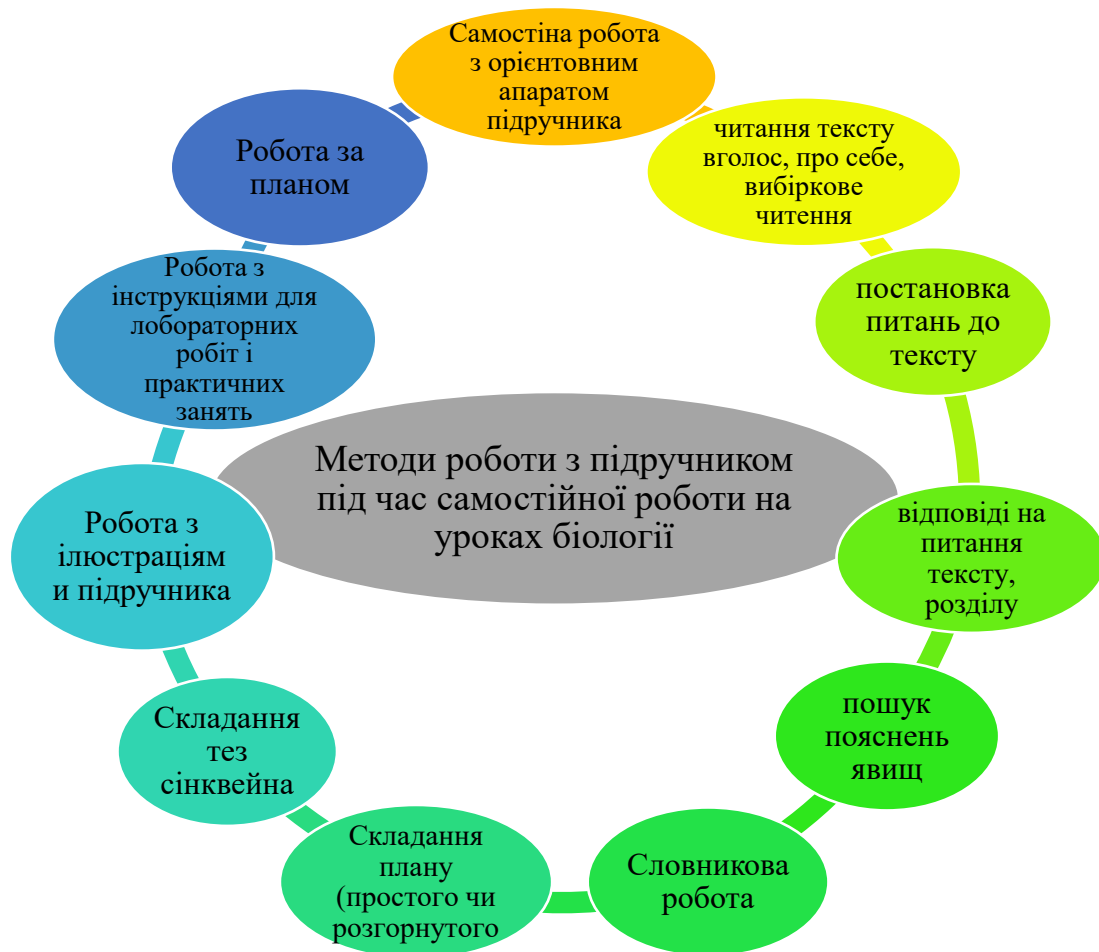 Самостіна робота
з орієнтовним
апаратом
підручника
читання тексту
вголос, про себе,
вибіркове
читення
постановка
питань до
тексту
відповіді на
питання
тексту,
розділу
пошук
пояснень
явищ
Словникова
робота
Складання
плану
(простого чи
розгорнутого
Складання
тез
сінквейна
Робота з
ілюстраціям
и підручника
Робота з
інструкціями для
лобораторних
робіт і
практичних
занять
Робота за
планом
Методи роботи з підручником
під час самостійної роботи на
уроках біології